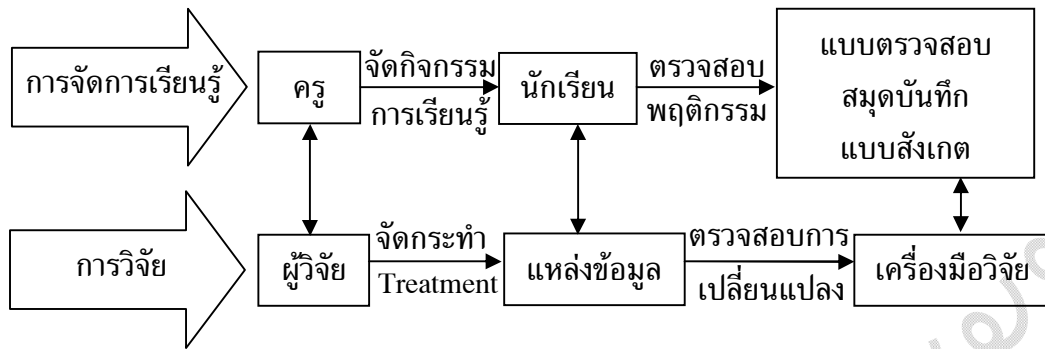 การจัดการเรียนรู้
ครู
จัดกิจกรรม
การเรียนรู้
นักเรียน
ตรวจสอบ
พฤติกรรม
แบบตรวจสอบ
สมุดบันทึก
แบบสังเกต
การวิจัย
ผู้วิจัย
จัดกระทำ
Treatment
แหล่งข้อมูล
ตรวจสอบการ
เปลี่ยนแปลง
เครื่องมือวิจัย